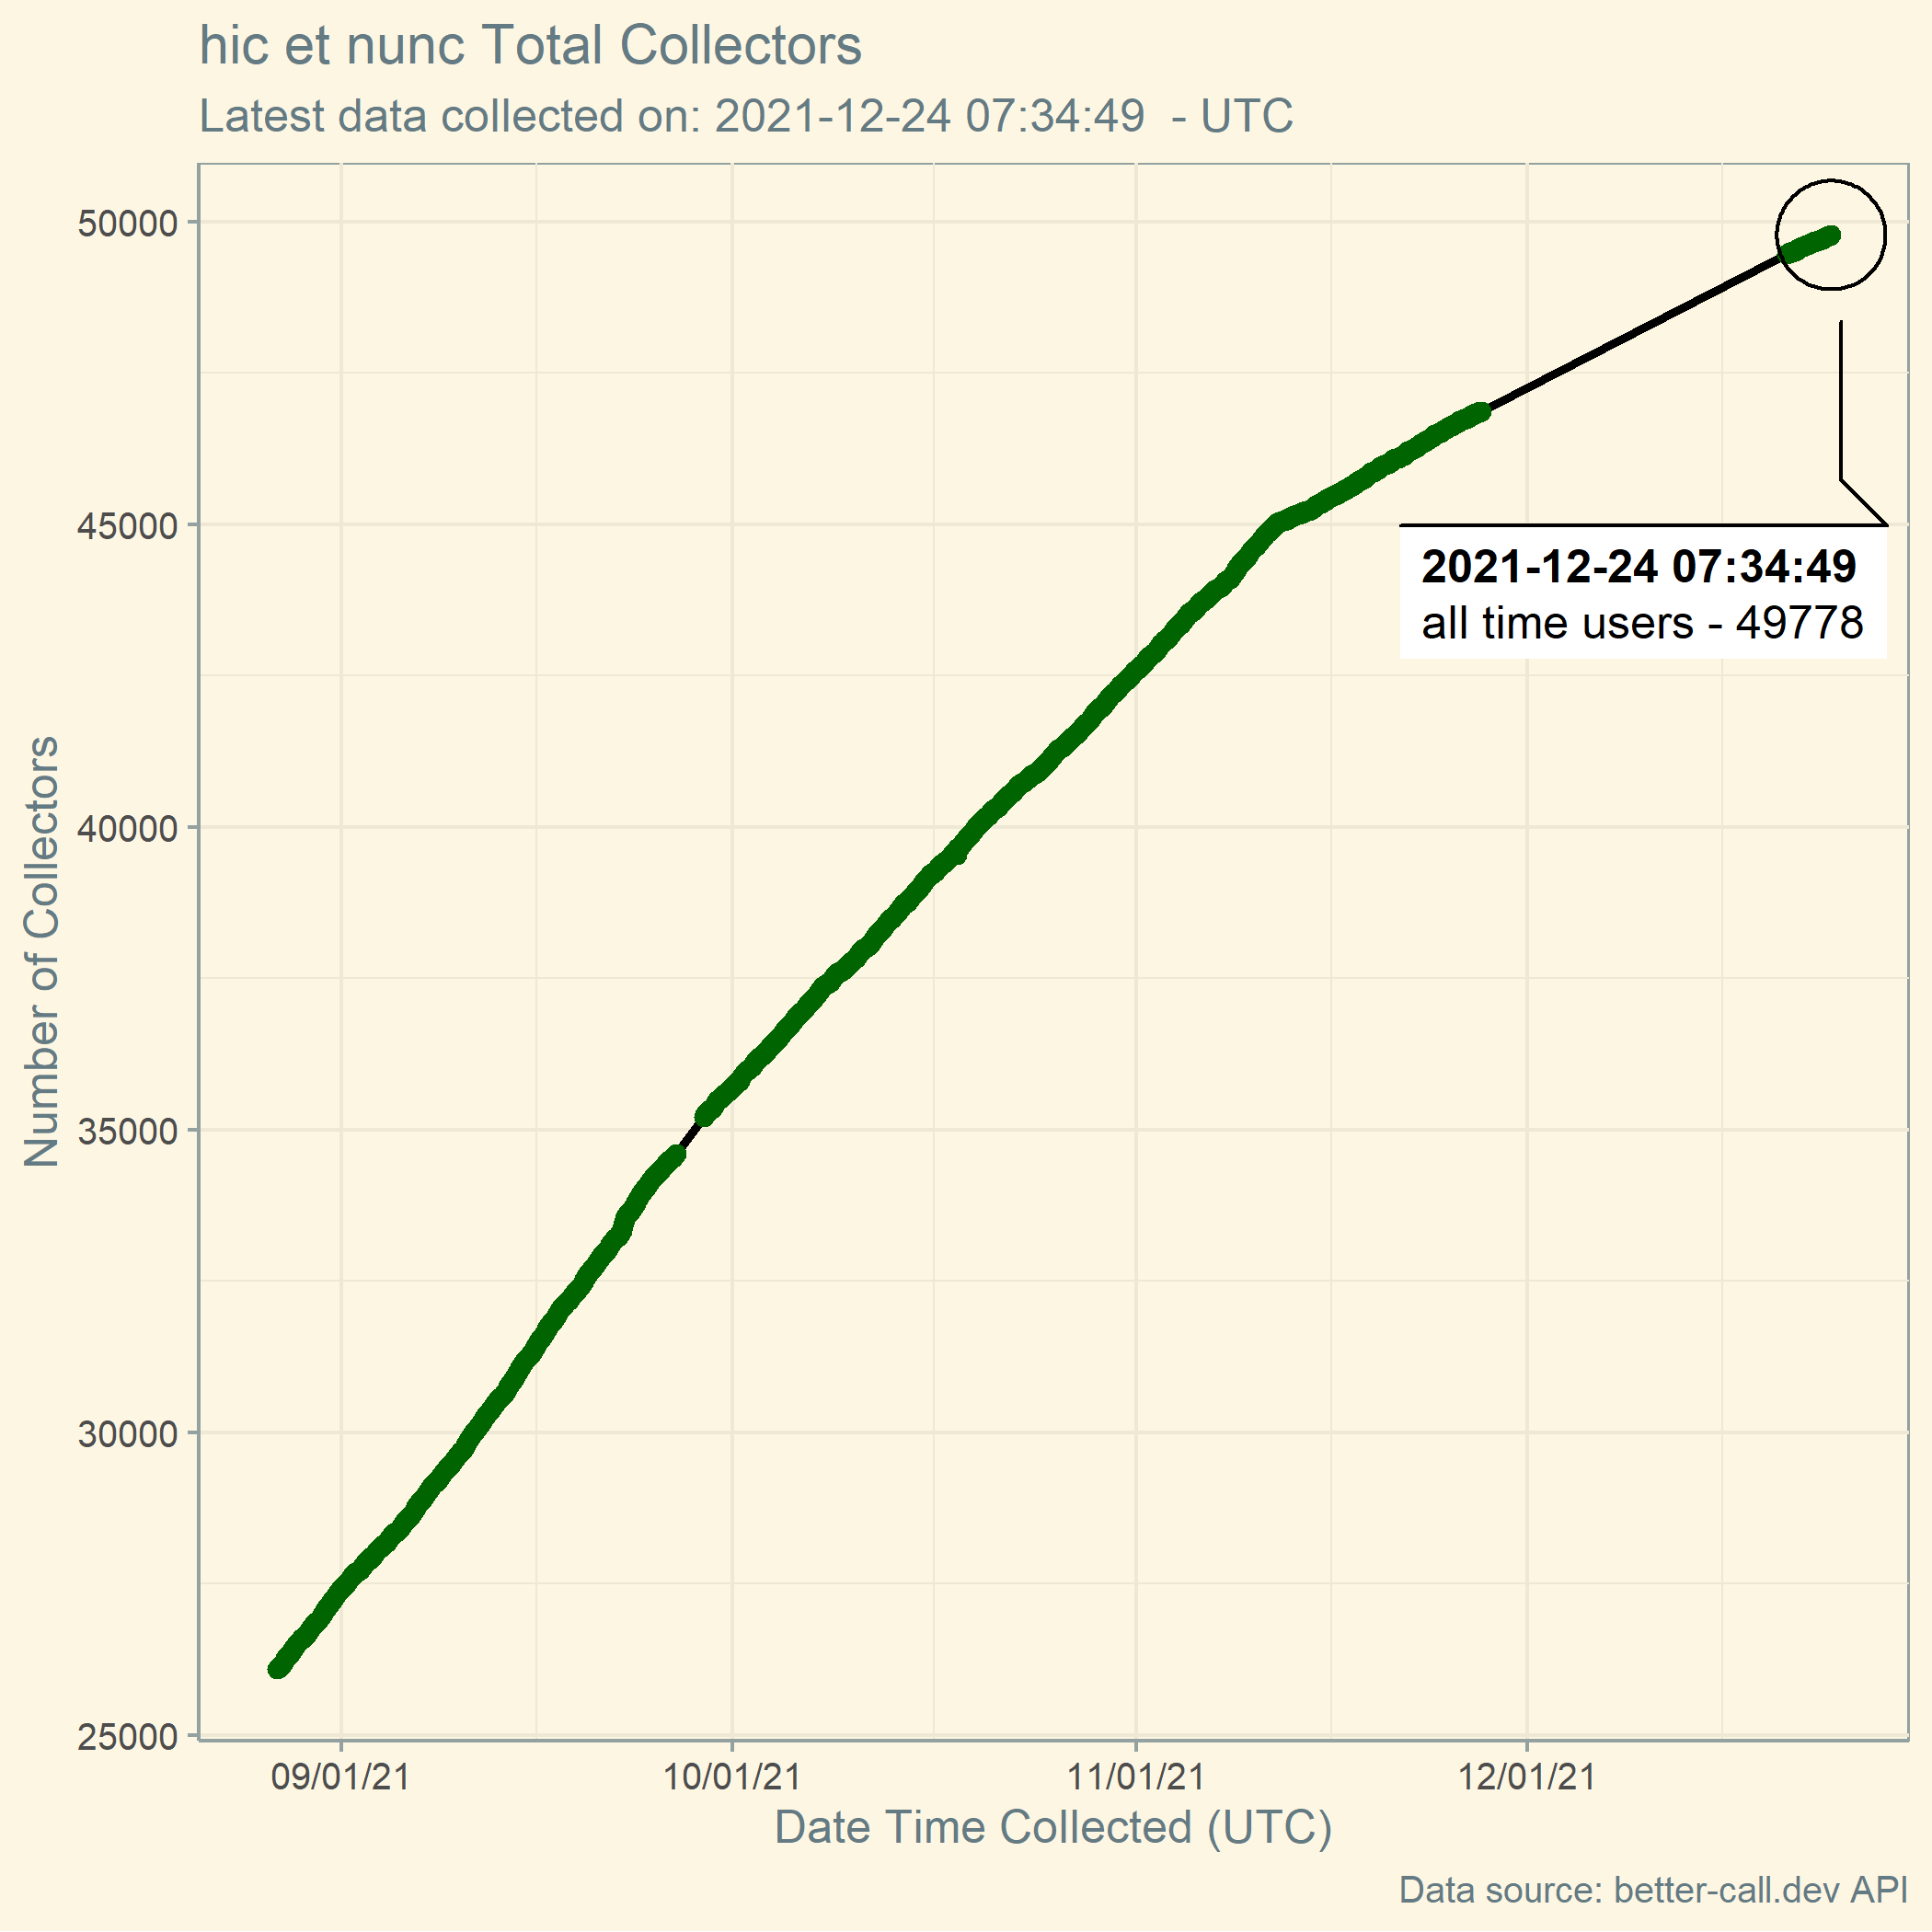 hic et nunc Total Collectors
Latest data collected on: 2021-12-24 07:34:49  - UTC
50000
45000
40000
35000
30000
25000
Number of Collectors
2021-12-24 07:34:49
all time users - 49778
09/01/21
10/01/21
11/01/21
12/01/21
Date Time Collected (UTC)
Data source: better-call.dev API